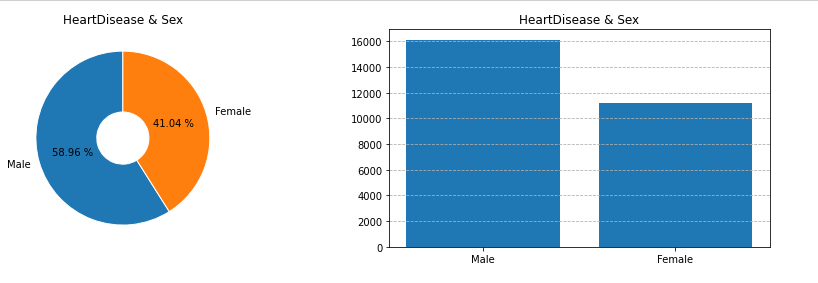 HeartDisease & Sex
Female
41.04 %
58.96 %
Male
HeartDisease & Sex
16000
14000
12000
10000
8000
6000
4000
2000
0
Male Female